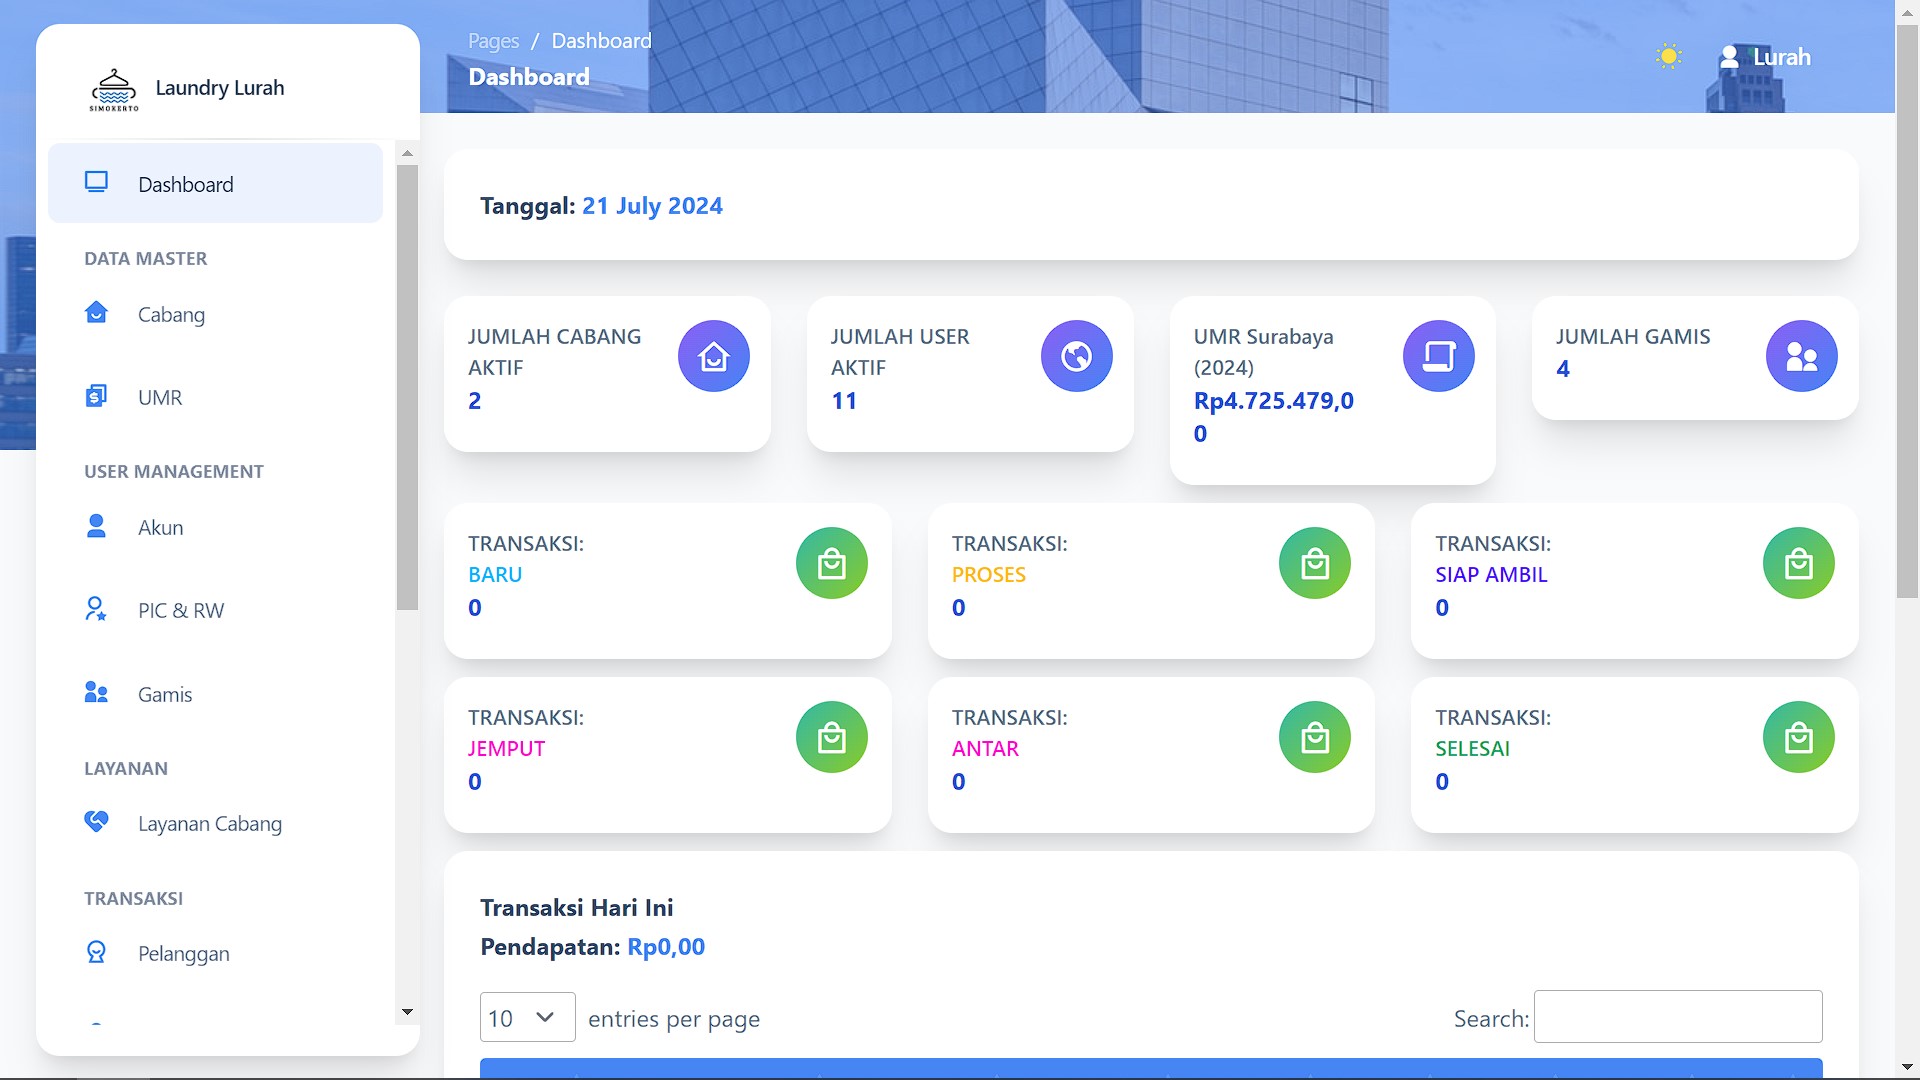 SIMOKERTO
Laundry Lurah
Dashboard
DATA MASTER
Cabang
UMR
USER MANAGEMENT
Akun
PIC & RW
Gamis
LAYANAN
Layanan Cabang
TRANSAKSI
Pelanggan
Pages / Dashboard
Dashboard
Lurah
Tanggal: 21 July 2024
JUMLAH CABANG
AKTIF
2
JUMLAH USER
AKTIF
11
UMR Surabaya
(2024)
Rp4.725.479,0
0
JUMLAH GAMIS
4
TRANSAKSI:
BARU
0
TRANSAKSI:
PROSES
0
TRANSAKSI:
SIAP AMBIL
0
TRANSAKSI:
JEMPUT
0
TRANSAKSI:
ANTAR
0
TRANSAKSI:
SELESAI
0
Transaksi Hari Ini
Pendapatan: Rp0,00
10 entries per page
Search: